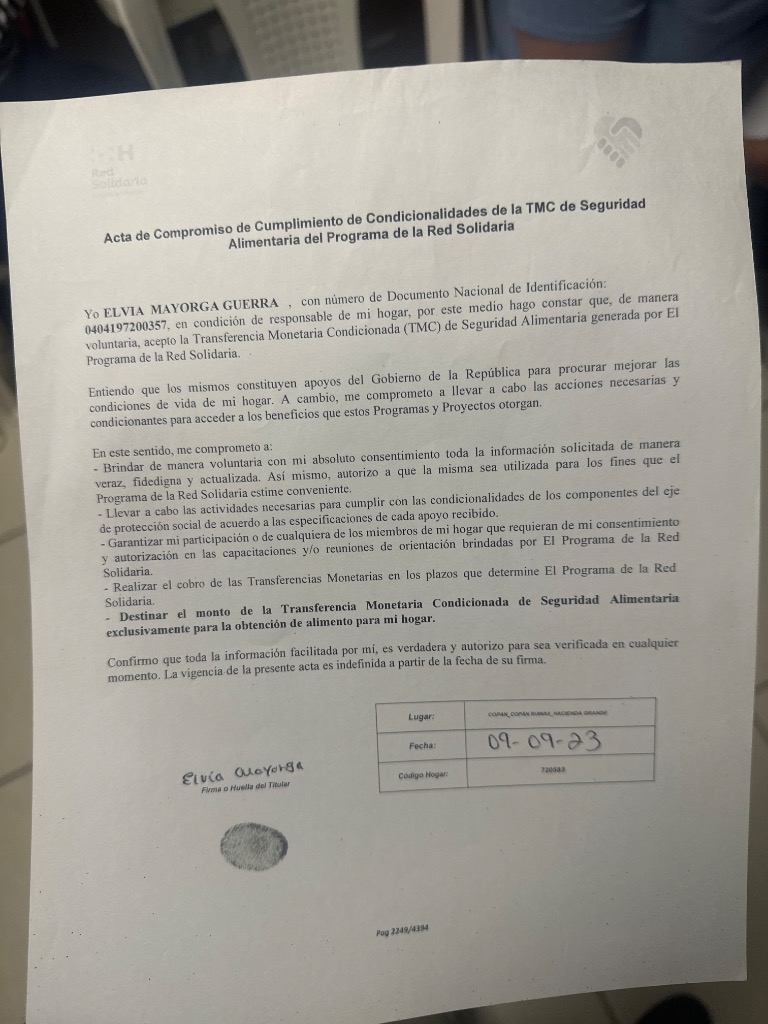 Red
Solidaria
Acta de Compromiso de Cumplimiento de Condicionalidades de la TMC de Seguridad
Alimentaria del Programa de la Red Solidaria
Yo ELVIA MAYORGA GUERRA , con número de Documento Nacional de Identificación:
0404197200357, en condición de responsable de mi hogar, por este medio hago constar que, de manera
voluntaria, acepto la Transferencia Monetaria Condicionada (TMC) de Seguridad Alimentaria generada por El
Programa de la Red Solidaria.
Entiendo que los mismos constituyen apoyos del Gobierno de la República para procurar mejorar las
condiciones de vida de mi hogar. A cambio, me comprometo a llevar a cabo las acciones necesarias y
condicionantes para acceder a los beneficios que estos Programas y Proyectos otorgan.
En este sentido, me comprometo a:
- Brindar de manera voluntaria con mi absoluto consentimiento toda la información solicitada de manera
veraz, fidedigna y actualizada. Así mismo, autorizo a que la misma sea utilizada para los fines que el
Programa de la Red Solidaria estime conveniente.
- Llevar a cabo las actividades necesarias para cumplir con las condicionalidades de los componentes del eje
de protección social de acuerdo a las especificaciones de cada apoyo recibido.
- Garantizar mi participación o de cualquiera de los miembros de mi hogar que requieran de mi consentimiento
y autorización en las capacitaciones y/o reuniones de orientación brindadas por El Programa de la Red
Solidaria.
- Realizar el cobro de las Transferencias Monetarias en los plazos que determine El Programa de la Red
Solidaria.
- Destinar el monto de la Transferencia Monetaria Condicionada de Seguridad Alimentaria
exclusivamente para la obtención de alimento para mi hogar.
Confirmo que toda la información facilitada por mí, es verdadera y autorizo para sea verificada en cualquier
momento. La vigencia de la presente acta es indefinida a partir de la fecha de su firma.
Lugar: COPÁN_COPÁN RUINAS_HACIENDA GRANDE
Fecha: 09-09-23
Código Hogar:
Elvia Mayorga
Firma o Huella del Titular
Pag 2249/4394